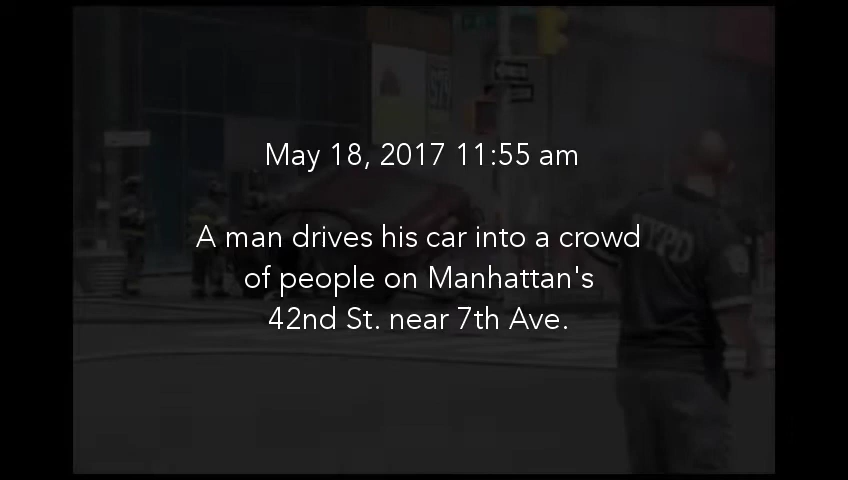 May 18, 2017 11:55 am
A man drives his car into a crowd
of people on Manhattan's
42nd St. near 7th Ave.
NYPD